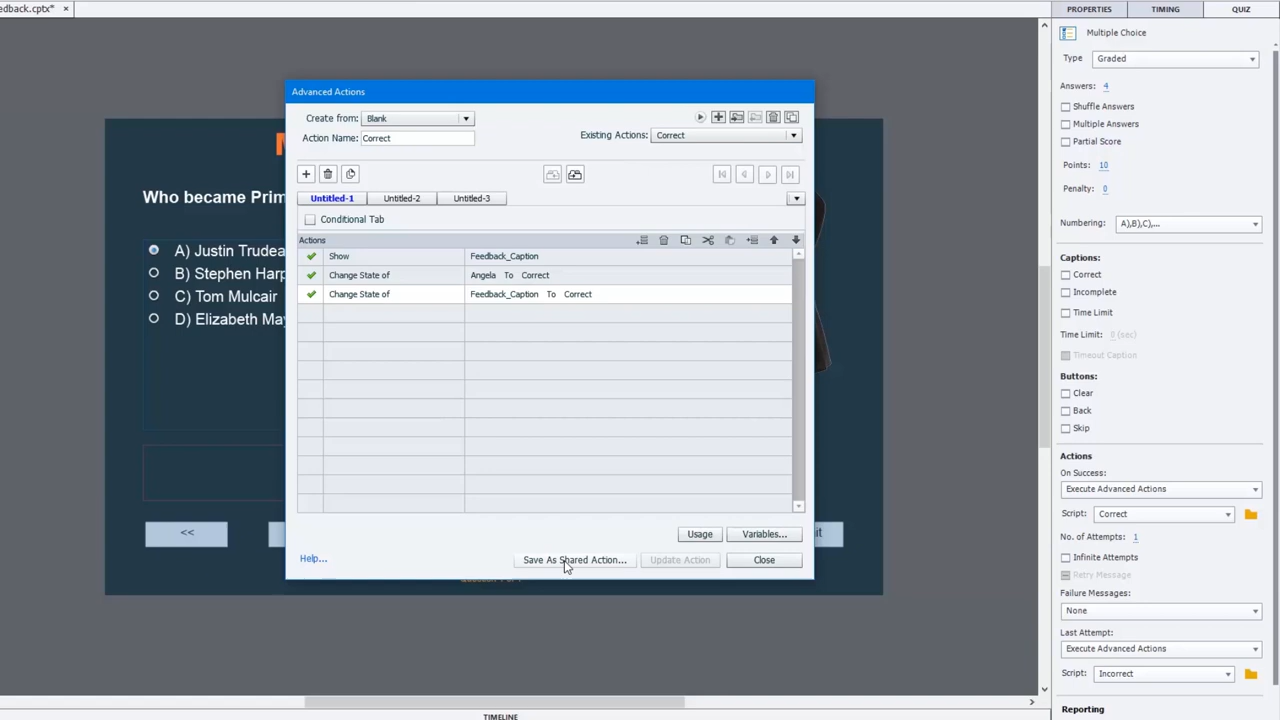 edback.cptx* ×
PROPERTIES TIMING QUIZ
Multiple Choice
Type Graded
Answers: 4
Shuffle Answers
Multiple Answers
Partial Score
Points: 10
Penalty: 0
Numbering: A),B),C),...
Captions:
Correct
Incomplete
Time Limit
Time Limit: 0 (sec)
Timeout Caption
Buttons:
Clear
Back
Skip
Actions
On Success:
Execute Advanced Actions
Script: Correct
No. of Attempts: 1
Infinite Attempts
Retry Message
Failure Messages:
None
Last Attempt:
Execute Advanced Actions
Script: Incorrect
Reporting
Advanced Actions
Create from: Blank
Action Name: Correct
Existing Actions: Correct
Untitled-1 Untitled-2 Untitled-3
Conditional Tab
Actions
Show Feedback_Caption
Change State of Angela To Correct
Change State of Feedback_Caption To Correct
Usage Variables...
Help... Save As Shared Action... Update Action Close
Who became Prim
A) Justin Trudea
B) Stephen Harp
C) Tom Mulcair
D) Elizabeth May
<<
TIMELINE